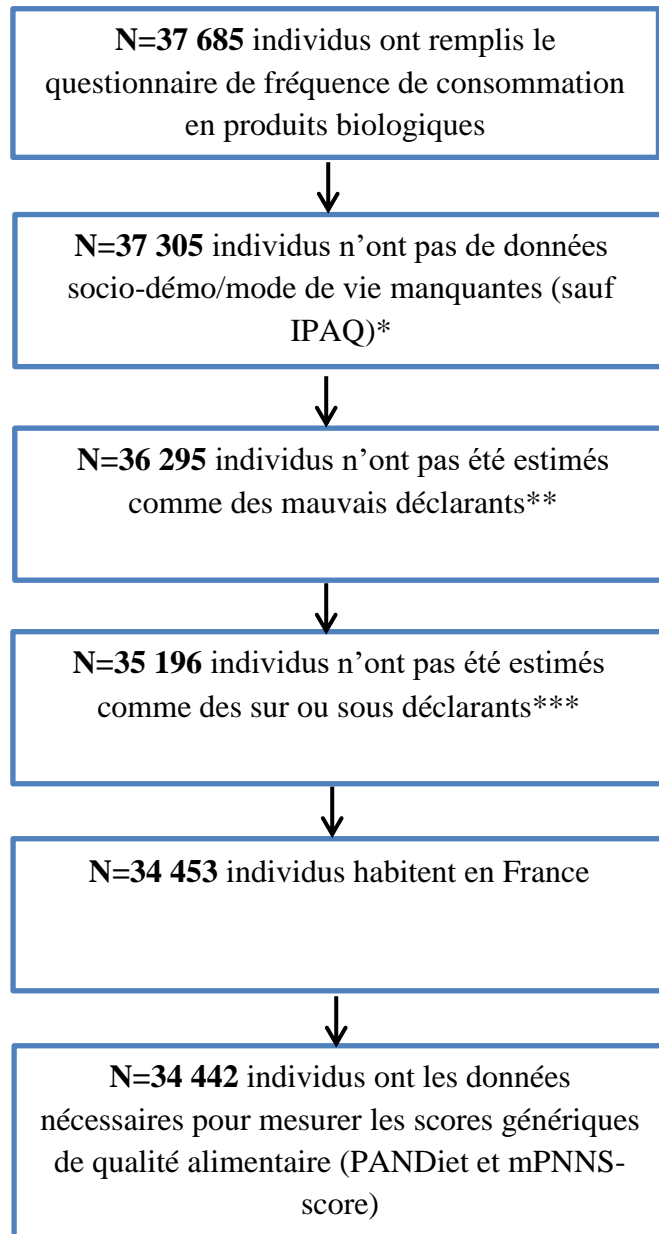 N=37 685 individus ont remplis le
questionnaire de fréquence de consommation
en produits biologiques
N=37 305 individus n’ont pas de données
socio-démo/mode de vie manquantes (sauf
IPAQ)*
N=36 295 individus n’ont pas été estimés
comme des mauvais déclarants**
N=35 196 individus n’ont pas été estimés
comme des sur ou sous déclarants***
N=34 453 individus habitent en France
N=34 442 individus ont les données
nécessaires pour mesurer les scores génériques
de qualité alimentaire (PANDiet et mPNNS-
score)